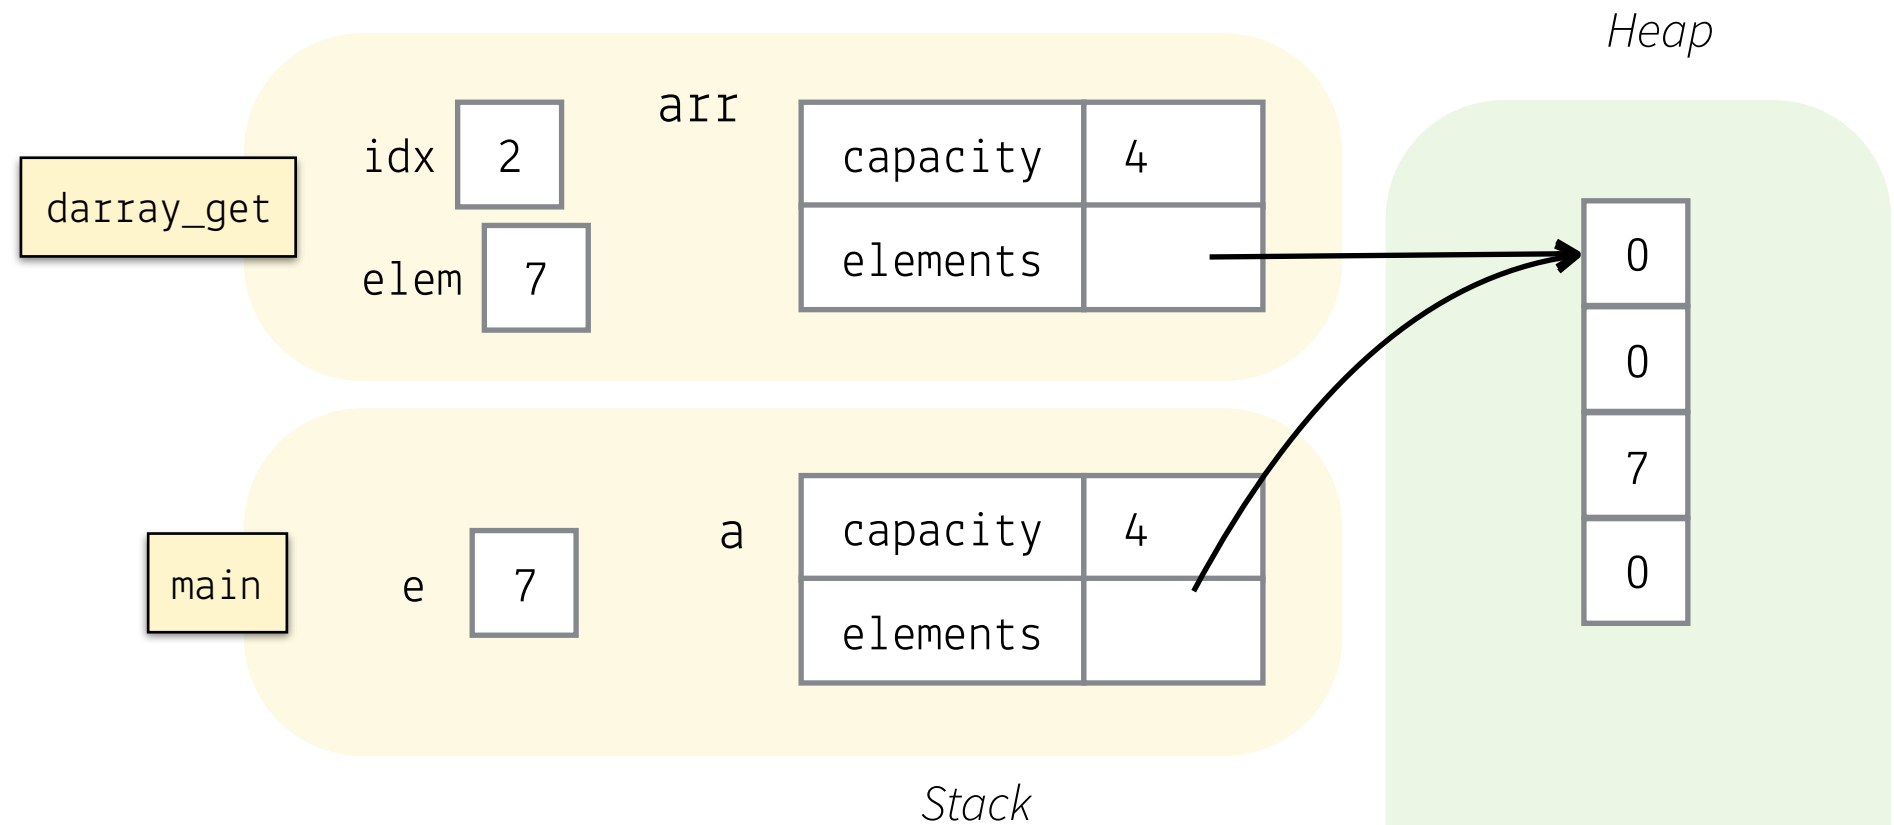 Heap
darray_get
idx 2
elem 7
arr
capacity 4
elements
0
0
7
0
main
e 7
a
capacity 4
elements
Stack